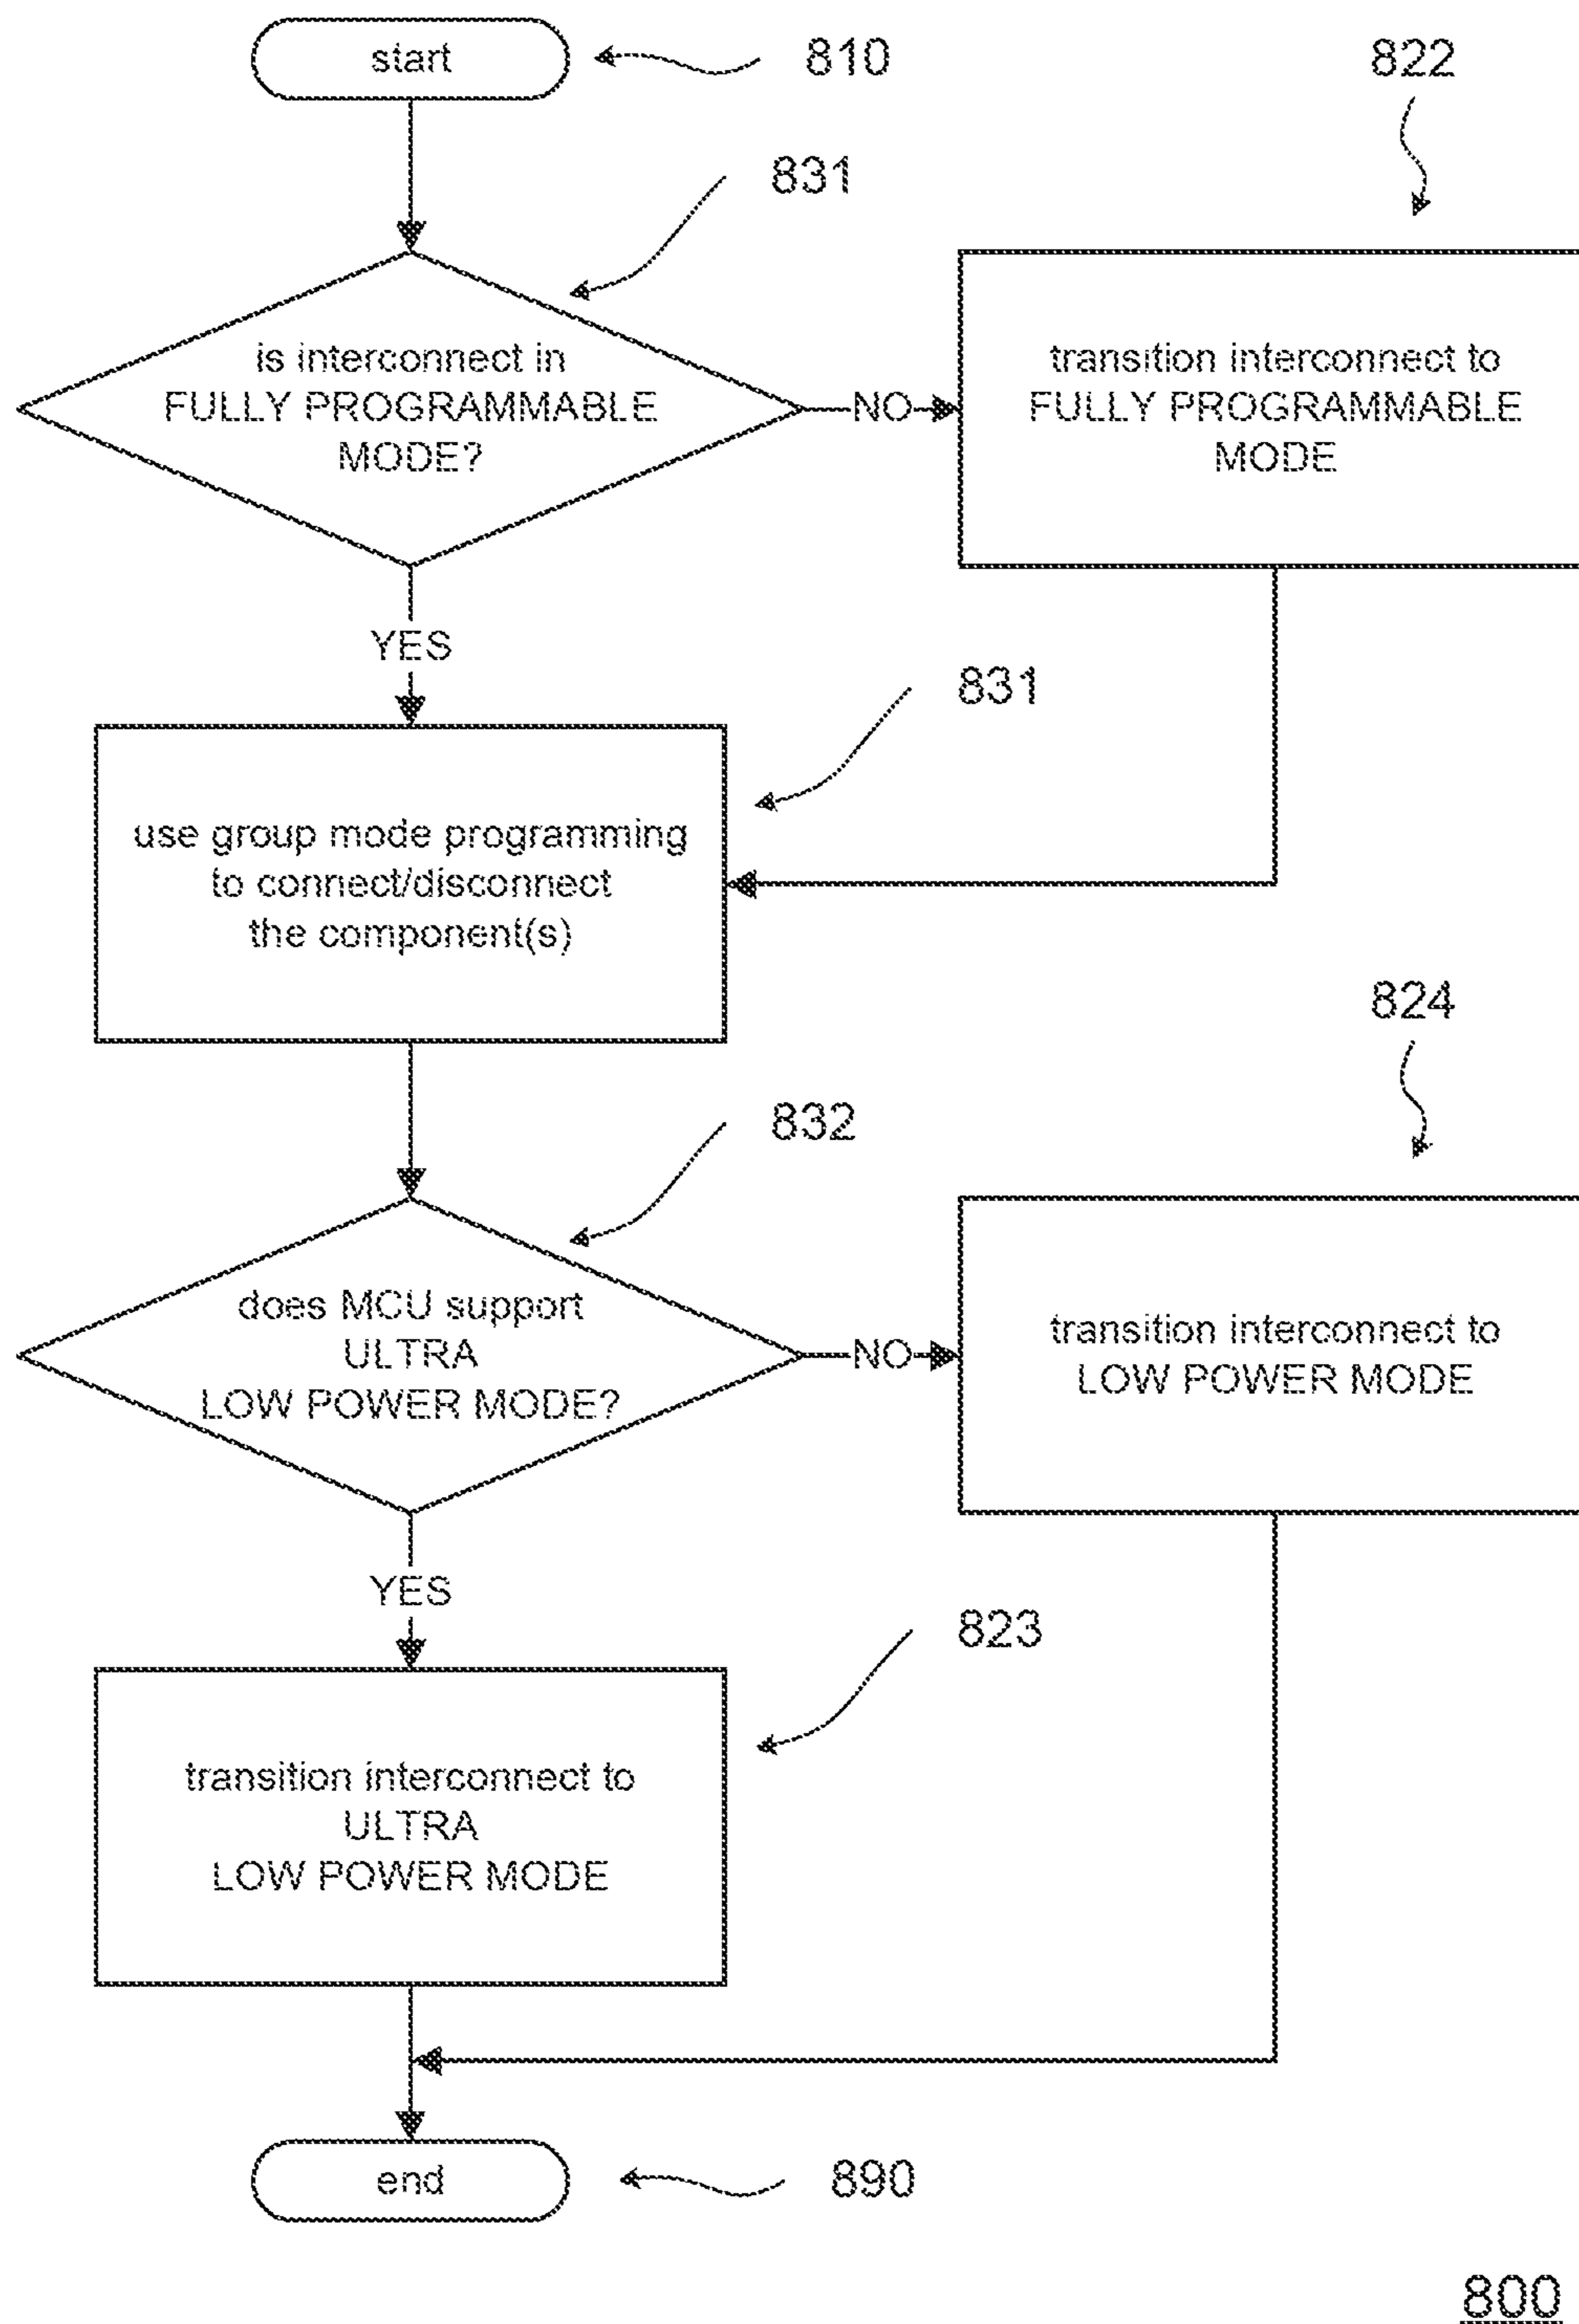 start
810
822
831
is interconnect in
FULLY PROGRAMMABLE
MODE?
NO
transition interconnect to
FULLY PROGRAMMABLE
MODE
YES
831
use group mode programming
to connect/disconnect
the component(s)
824
832
does MCU support
ULTRA
LOW POWER MODE?
NO
transition interconnect to
LOW POWER MODE
YES
823
transition interconnect to
ULTRA
LOW POWER MODE
end
890
800